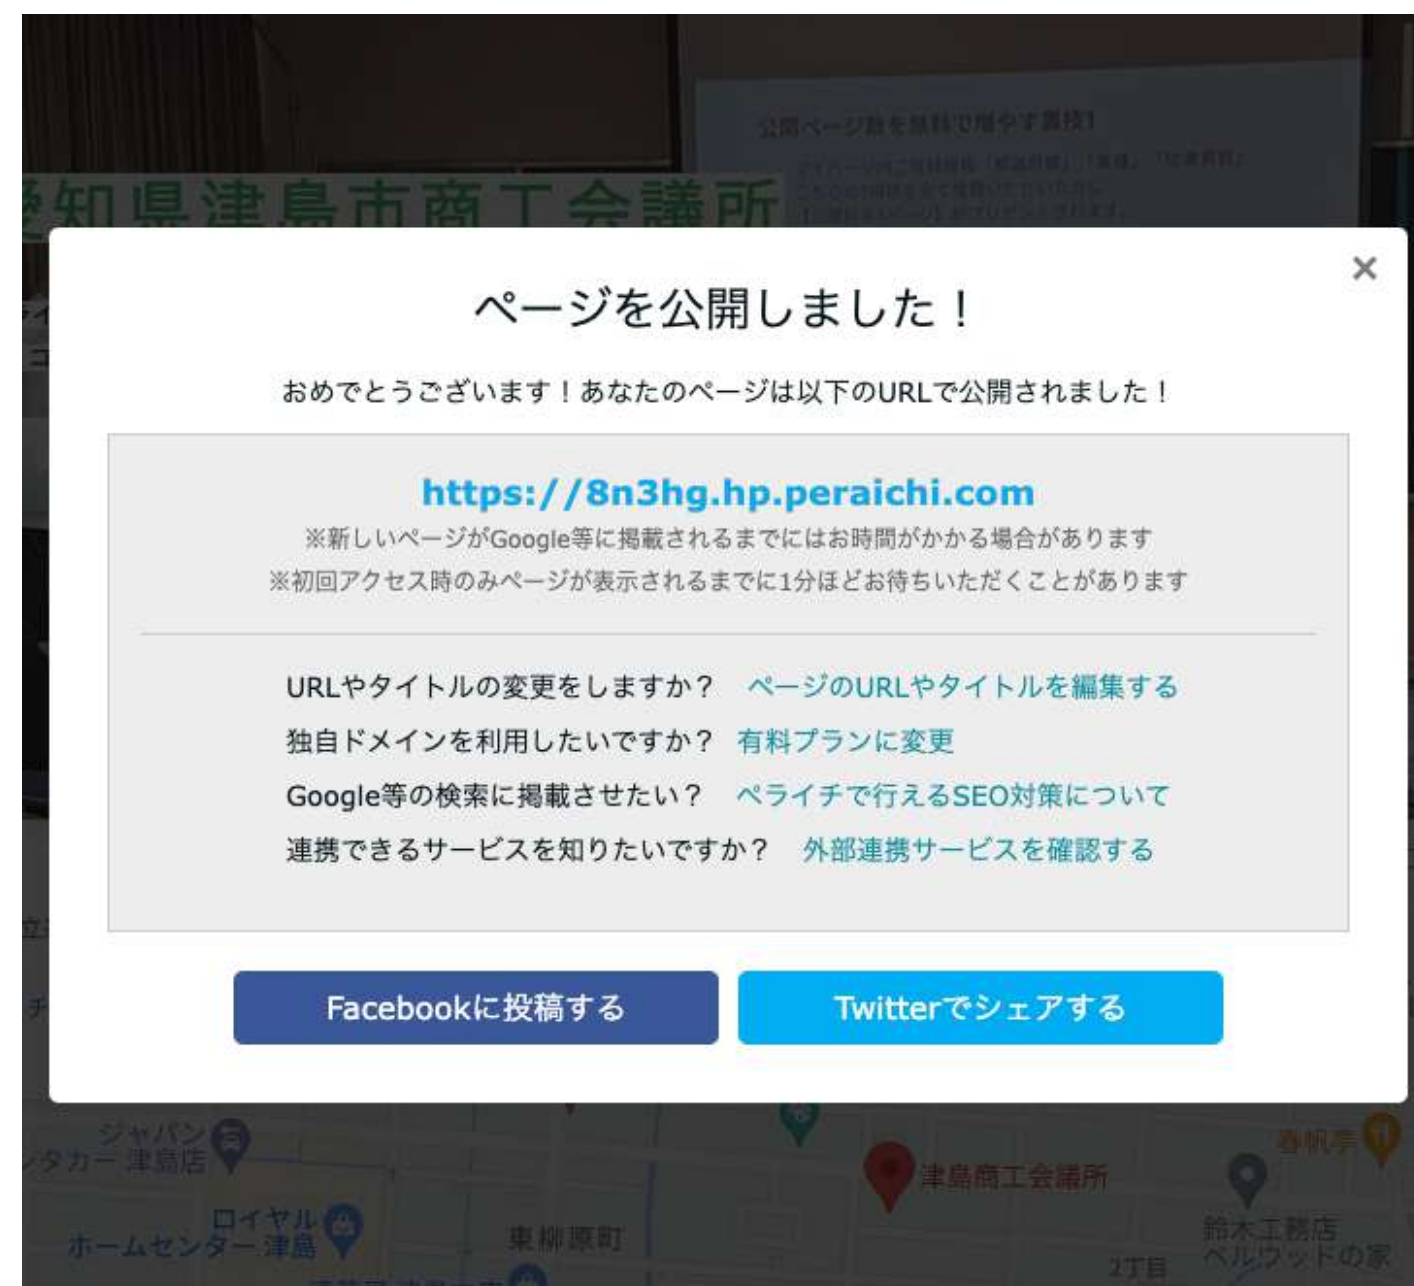 公開ページ数を無料で増やす裏技!
愛知県津島市商工会議所
×
ページを公開しました!
おめでとうございます!あなたのページは以下のURLで公開されました!
https://8n3hg.hp.peraichi.com
※新しいページがGoogle等に掲載されるまでにはお時間がかかる場合があります
※初回アクセス時のみページが表示されるまでに1分ほどお待ちいただくことがあります
URLやタイトルの変更をしますか? ページのURLやタイトルを編集する
独自ドメインを利用したいですか? 有料プランに変更
Google等の検索に掲載させたい? ペライチで行えるSEO対策について
連携できるサービスを知りたいですか? 外部連携サービスを確認する
Facebookに投稿する Twitterでシェアする
ジャパン
ンタカー 津島店
春帆亭
津島商工会議所
ロイヤル
ホームセンター 津島
東柳原町
鈴木工務店
ベルウッドの家
2丁目